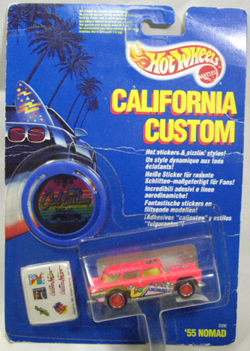 Hot Wheels
MATTEL
CALIFORNIA
CUSTOM
Hot stickers & sizzlin' styles!
Un style dynamique aux tons
éclatants!
Heiße Sticker für rasante
Schlitten-maßgefertigt für Fans!
Incredibili adesivi e linee
aerodinamiche!
Fantastische stickers en
flitsende modellen!
¡Adhesivos "calientes" y estilos
"fulgurantes"!
'55 NOMAD